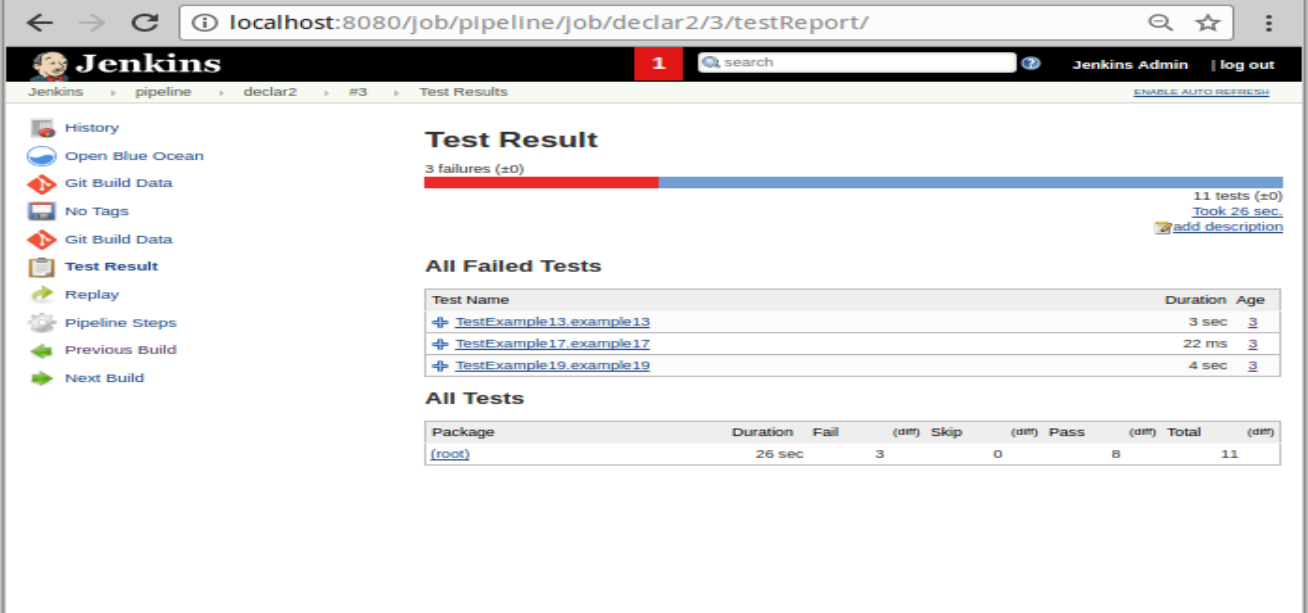 localhost:8080/job/pipeline/job/declar2/3/testReport/
Jenkins 1 search Jenkins Admin | log out
Jenkins pipeline declar2 #3 Test Results ENABLE AUTO REFRESH
History
Open Blue Ocean
Git Build Data
No Tags
Git Build Data
Test Result
Replay
Pipeline Steps
Previous Build
Next Build
Test Result
3 failures (±0)
11 tests (±0)
Took 26 sec.
add description
All Failed Tests
Test Name Duration Age
TestExample13.example13 3 sec 3
TestExample17.example17 22 ms 3
TestExample19.example19 4 sec 3
All Tests
Package Duration Fail (diff) Skip (diff) Pass (diff) Total (diff)
(root) 26 sec 3 0 8 11